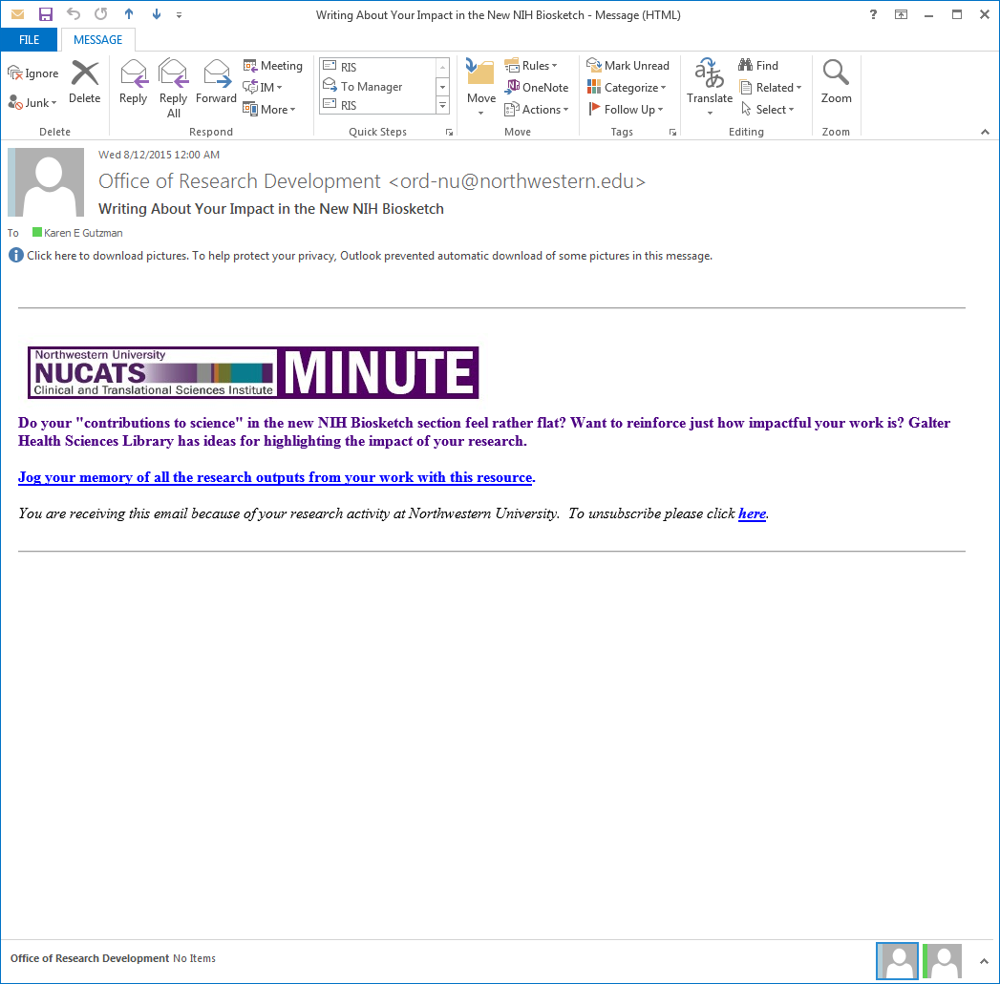 Writing About Your Impact in the New NIH Biosketch - Message (HTML)
?
FILE
MESSAGE
Ignore
Junk
Delete
Delete
Reply
Reply All
Forward
Meeting
IM
More
Respond
RIS
To Manager
RIS
Quick Steps
Move
Rules
OneNote
Actions
Move
Mark Unread
Categorize
Follow Up
Tags
Translate
Find
Related
Select
Editing
Zoom
Zoom
Wed 8/12/2015 12:00 AM
Office of Research Development <ord-nu@northwestern.edu>
Writing About Your Impact in the New NIH Biosketch
To Karen E Gutzman
Click here to download pictures. To help protect your privacy, Outlook prevented automatic download of some pictures in this message.
Northwestern University
NUCATS
Clinical and Translational Sciences Institute
MINUTE
Do your "contributions to science" in the new NIH Biosketch section feel rather flat? Want to reinforce just how impactful your work is? Galter
Health Sciences Library has ideas for highlighting the impact of your research.
Jog your memory of all the research outputs from your work with this resource.
You are receiving this email because of your research activity at Northwestern University.  To unsubscribe please click here.
Office of Research Development No Items